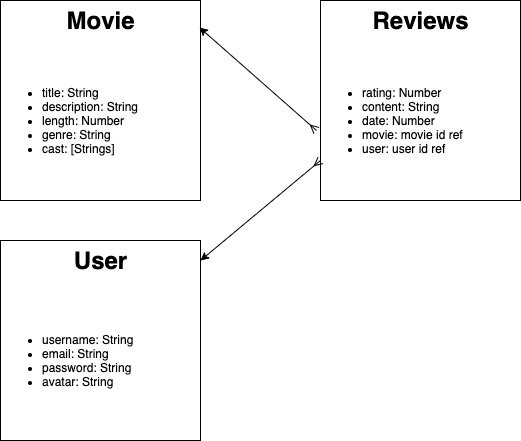 Movie
• title: String
• description: String
• length: Number
• genre: String
• cast: [Strings]
Reviews
• rating: Number
• content: String
• date: Number
• movie: movie id ref
• user: user id ref
User
• username: String
• email: String
• password: String
• avatar: String